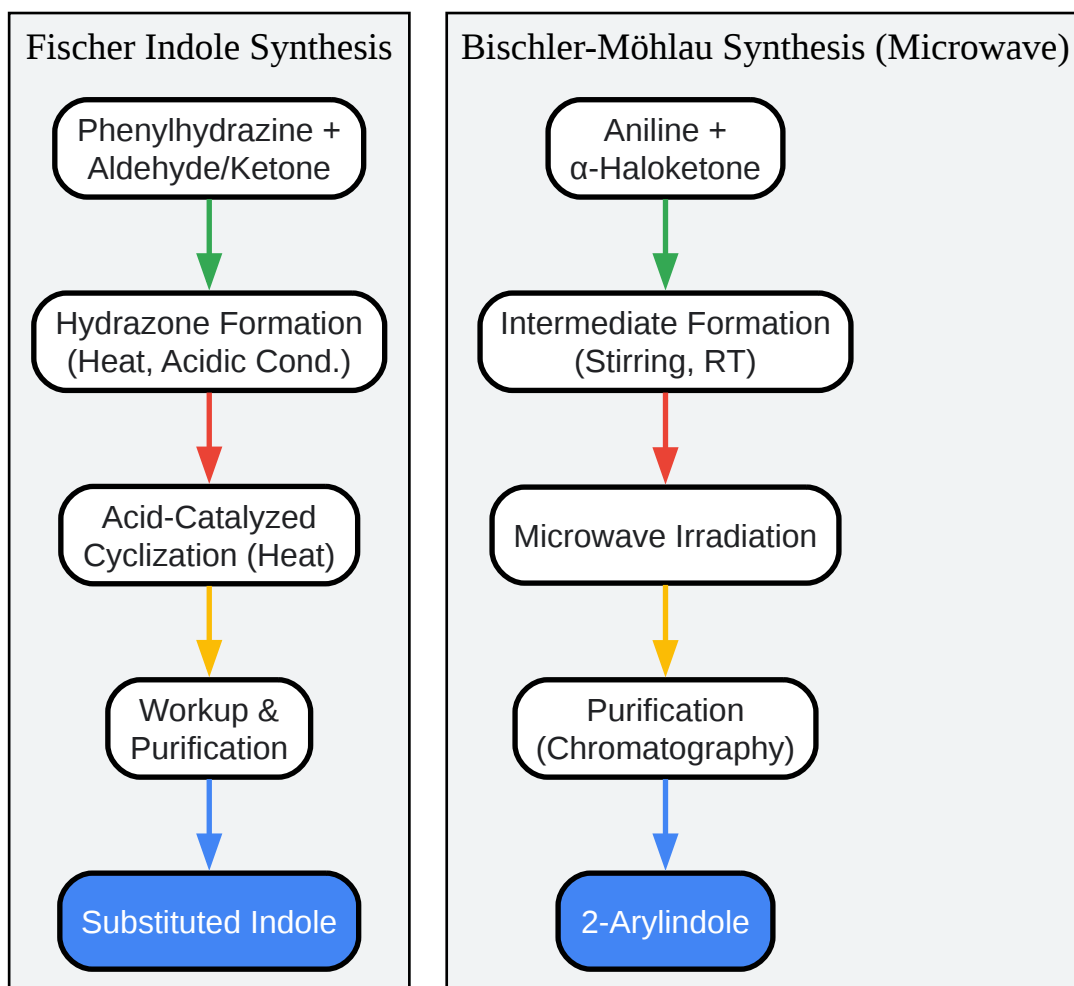 Fischer Indole Synthesis
Phenylhydrazine +
Aldehyde/Ketone
Hydrazone Formation
(Heat, Acidic Cond.)
Acid-Catalyzed
Cyclization (Heat)
Workup &
Purification
Substituted Indole
Bischler-Möhlau Synthesis (Microwave)
Aniline +
α-Haloketone
Intermediate Formation
(Stirring, RT)
Microwave Irradiation
Purification
(Chromatography)
2-Arylindole